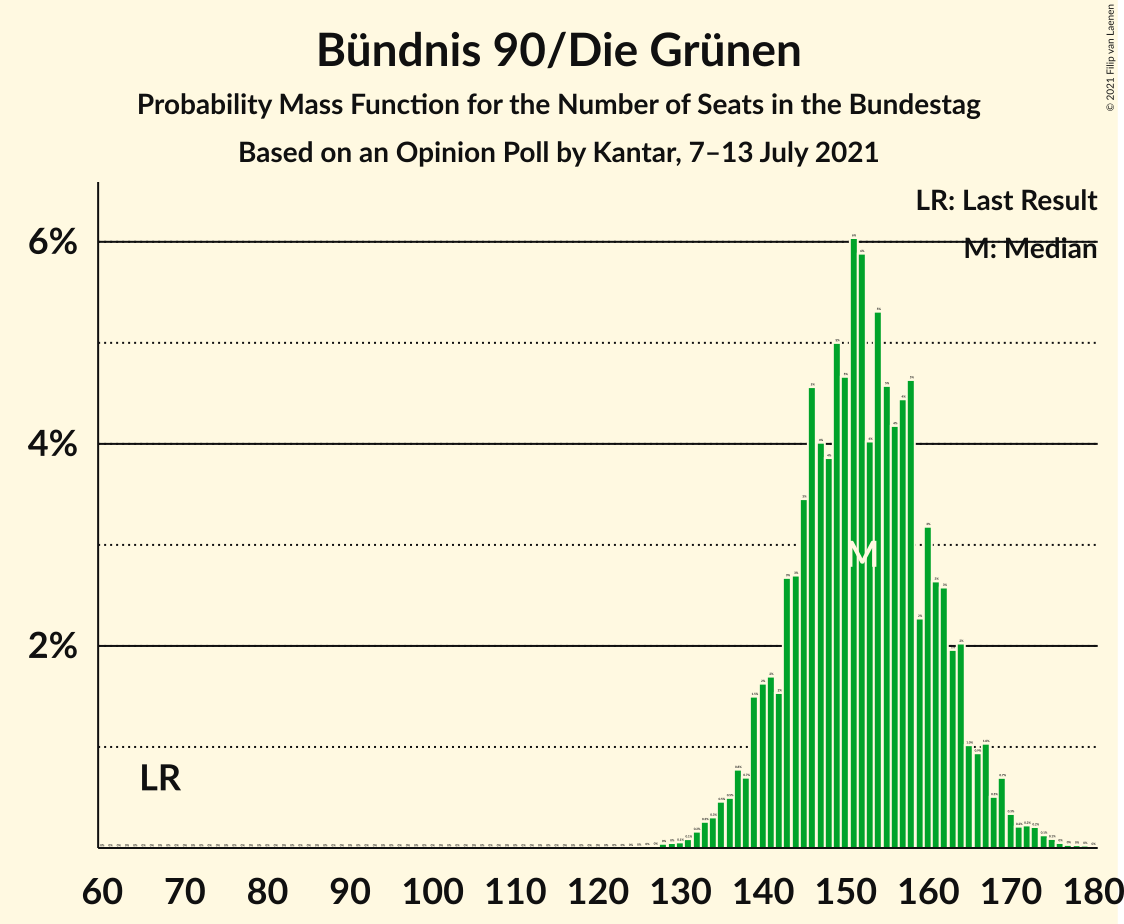 Bündnis 90/Die Grünen
Probability Mass Function for the Number of Seats in the Bundestag
Based on an Opinion Poll by Kantar, 7–13 July 2021
© 2021 Filip van Laenen
LR: Last Result
M: Median
6%
4%
2%
M
LR
60 70 80 90 100 110 120 130 140 150 160 170 180